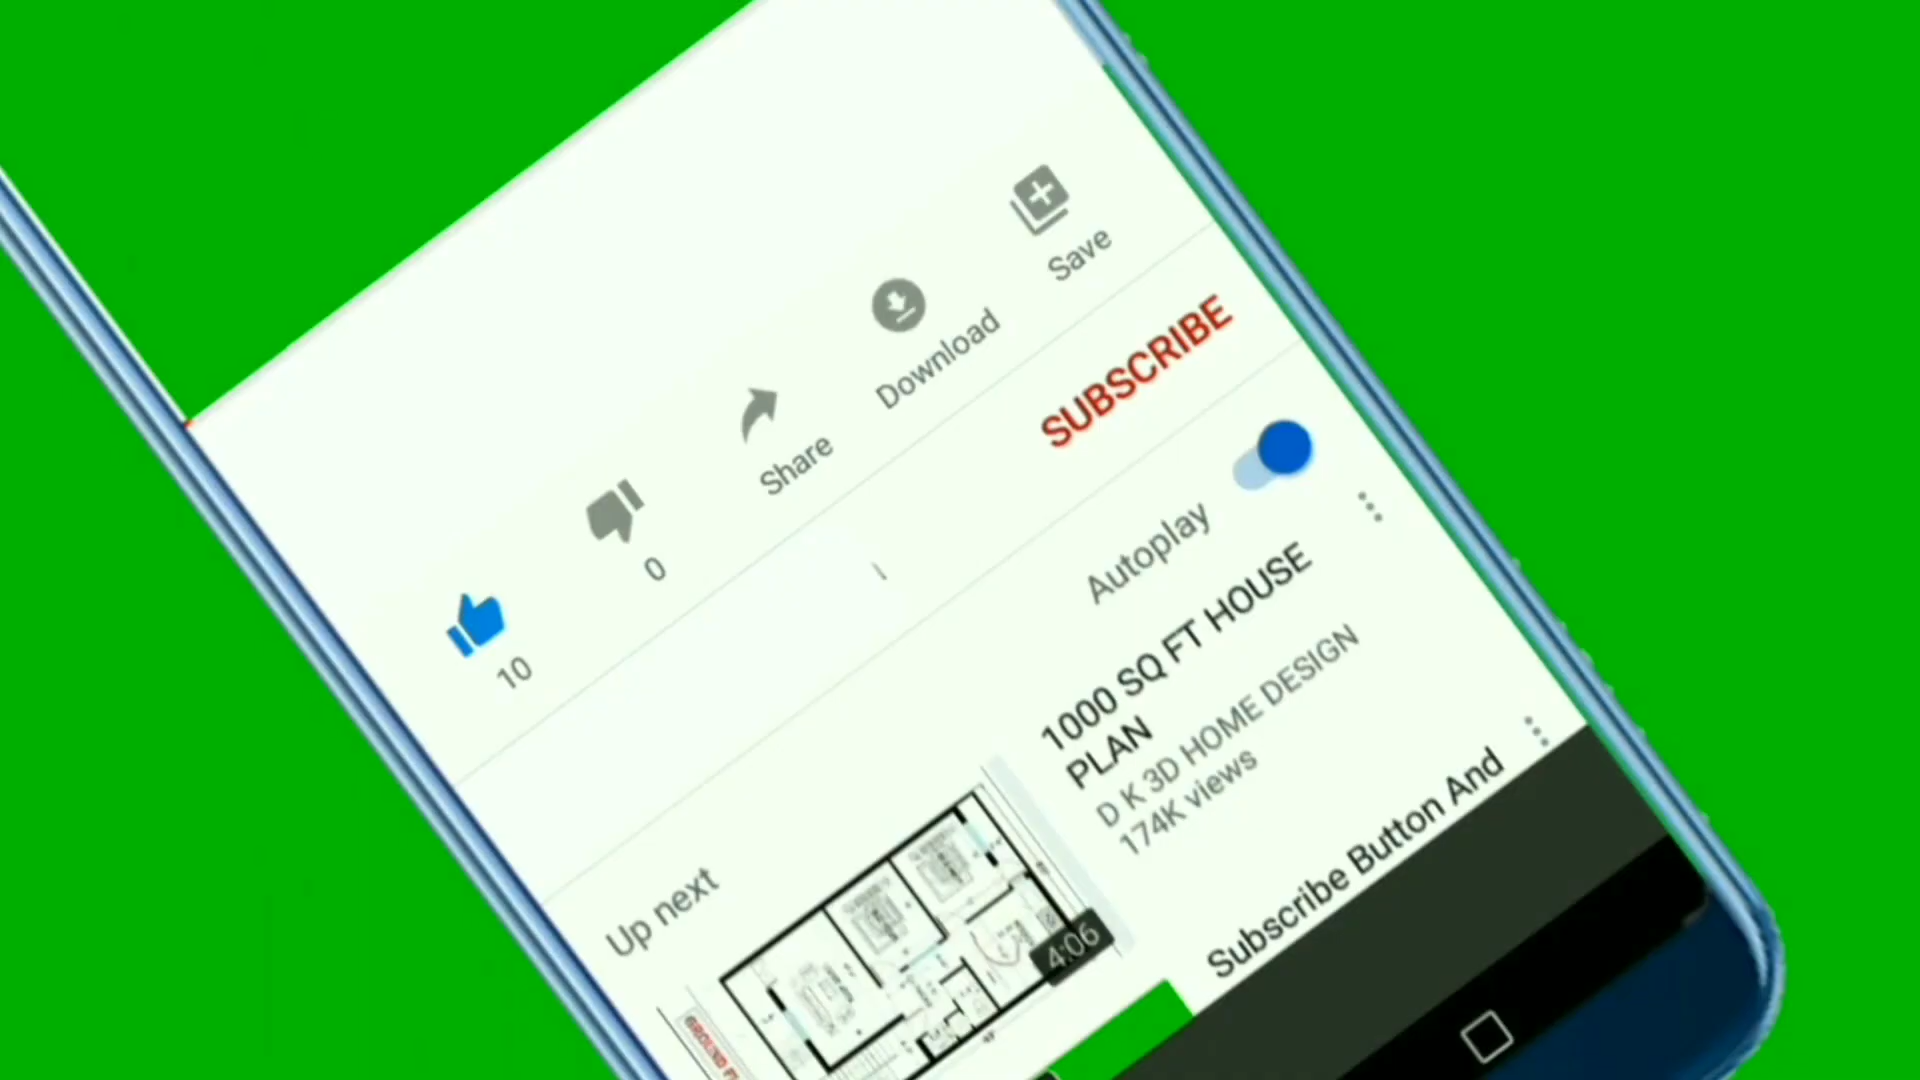 Save
Download
Share
0
10
SUBSCRIBE
Autoplay
Up next
1000 SQ FT HOUSE
PLAN
D K 3D HOME DESIGN
174K views
4:06
Subscribe Button And